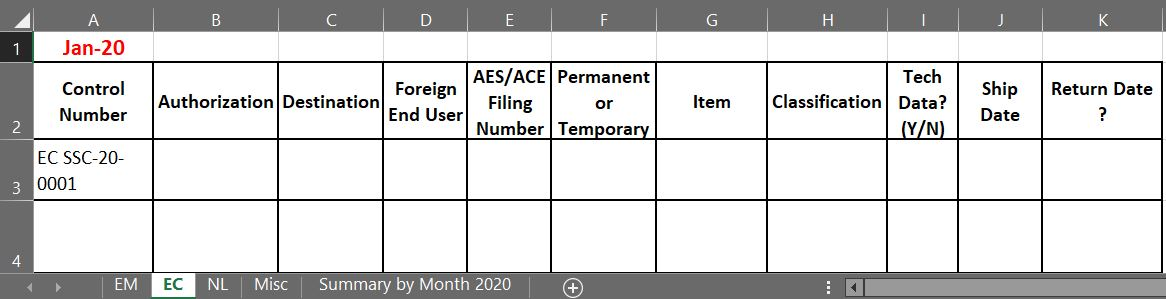 A B C D E F G H I J K
1 Jan-20
2 Control Number Authorization Destination Foreign End User AES/ACE Filing Number Permanent or Temporary Item Classification Tech Data? (Y/N) Ship Date Return Date ?
3 EC SSC-20-0001
4
EM EC NL Misc Summary by Month 2020